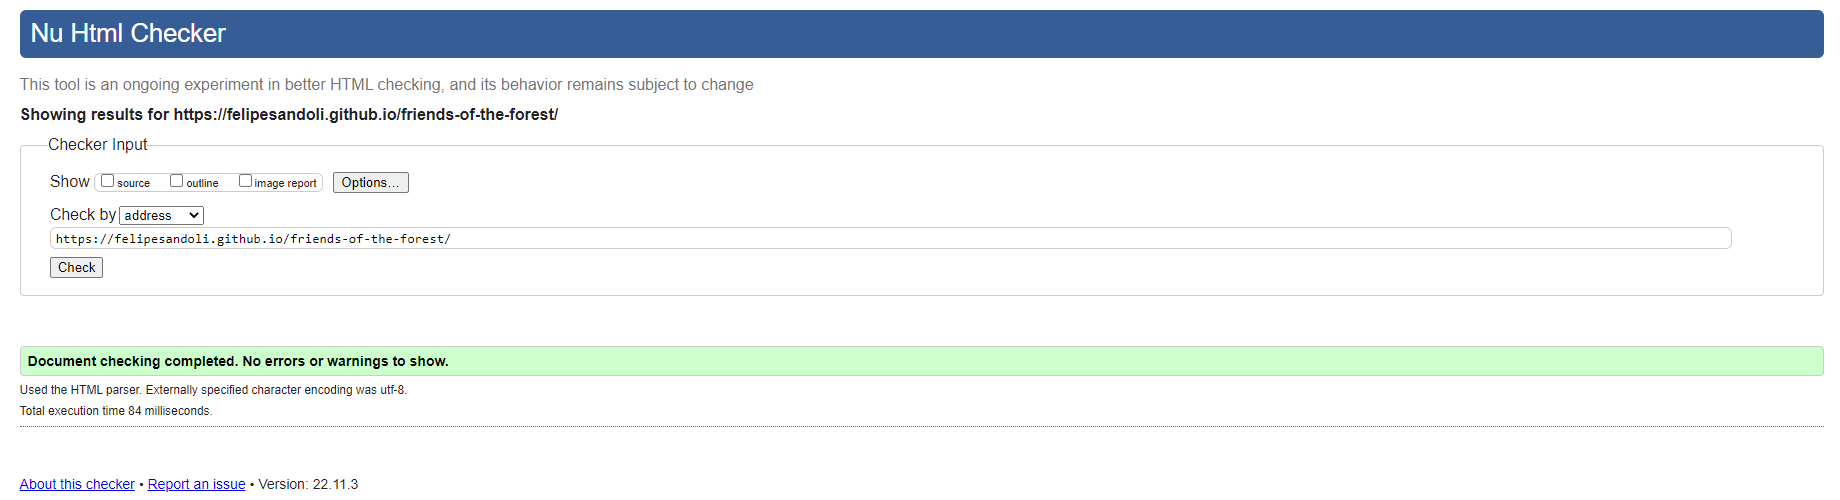 Nu Html Checker
This tool is an ongoing experiment in better HTML checking, and its behavior remains subject to change
Showing results for https://felipesandoli.github.io/friends-of-the-forest/
Checker Input
Show source outline image report Options...
Check by address
https://felipesandoli.github.io/friends-of-the-forest/
Check
Document checking completed. No errors or warnings to show.
Used the HTML parser. Externally specified character encoding was utf-8.
Total execution time 84 milliseconds.
About this checker • Report an issue • Version: 22.11.3